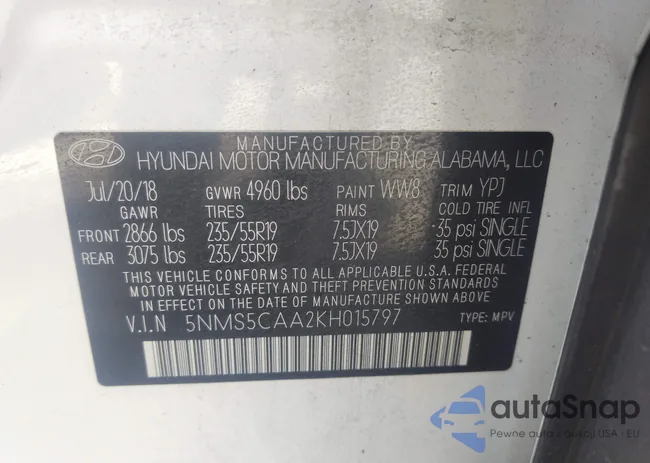 MANUFACTURED BY
HYUNDAI MOTOR MANUFACTURING ALABAMA, LLC
Jul/20/18 GVWR 4960 lbs PAINT WW8 TRIM YPJ
GAWR TIRES RIMS COLD TIRE INFL
FRONT 2866 lbs 235/55R19 7.5JX19 35 psi SINGLE
REAR 3075 lbs 235/55R19 7.5JX19 35 psi SINGLE
THIS VEHICLE CONFORMS TO ALL APPLICABLE U.S.A. FEDERAL
MOTOR VEHICLE SAFETY AND THEFT PREVENTION STANDARDS
IN EFFECT ON THE DATE OF MANUFACTURE SHOWN ABOVE
V.I.N 5NMS5CAA2KH015797 TYPE: MPV
autoSnap
Pewne auta z aukcji USA i EU